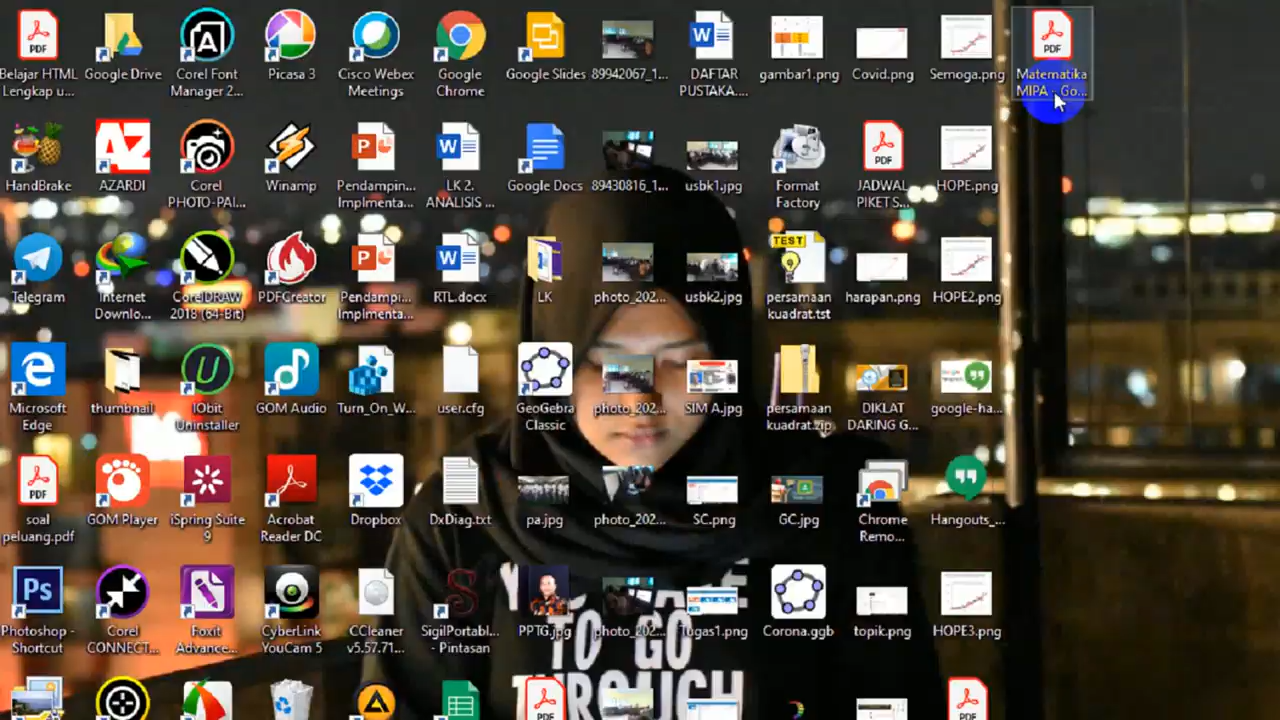 Belajar HTML
Lengkap u...
Google Drive
Corel Font
Manager 2...
Picasa 3
Cisco Webex
Meetings
Google
Chrome
Google Slides
89942067_1...
DAFTAR
PUSTAKA....
gambar1.png
Covid.png
Semoga.png
Matematika
MIPA - Go...
HandBrake
AZARDI
Corel
PHOTO-PAI...
Winamp
Pendampin...
Implmenta...
LK 2.
ANALISIS ...
Google Docs
89430816_1...
usbk1.jpg
Format
Factory
JADWAL
PIKET S...
HOPE.png
Telegram
Internet
Downlo...
CorelDRAW
2018 (64-Bit)
PDFCreator
Pendampi...
Implmenta...
RTL.docx
LK
photo_202...
usbk2.jpg
TEST
persamaan
kuadrat.tst
harapan.png
HOPE2.png
Microsoft
Edge
thumbnail
IObit
Uninstaller
GOM Audio
Turn_On_W...
user.cfg
GeoGebra
Classic
photo_202...
SIM A.jpg
persamaan
kuadrat.zip
DIKLAT
DARING G...
google-ha...
soal
peluang.pdf
GOM Player
iSpring Suite
9
Acrobat
Reader DC
Dropbox
DxDiag.txt
pa.jpg
photo_202...
SC.png
GC.jpg
Chrome
Remo...
Hangouts_...
Photoshop -
Shortcut
Corel
CONNECT...
Foxit
Advance...
CyberLink
YouCam 5
CCleaner
v5.57.71...
SigilPortabl...
- Pintasan
PPTG.jpg
photo_202...
Tugas1.png
Corona.ggb
topik.png
HOPE3.png
TO GO
THROUGH